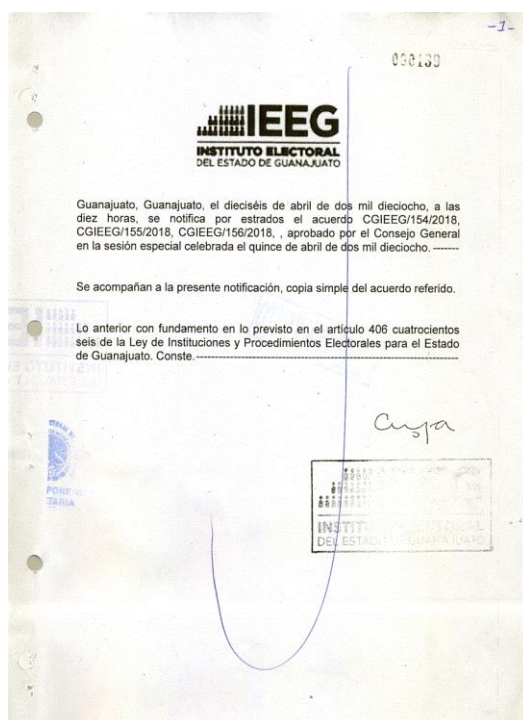 -1-
000139
IEEG
INSTITUTO ELECTORAL
DEL ESTADO DE GUANAJUATO
Guanajuato, Guanajuato, el dieciséis de abril de dos mil dieciocho, a las
diez horas, se notifica por estrados el acuerdo CGIEEG/154/2018,
CGIEEG/155/2018, CGIEEG/156/2018, , aprobado por el Consejo General
en la sesión especial celebrada el quince de abril de dos mil dieciocho. -------
Se acompañan a la presente notificación, copia simple del acuerdo referido.
Lo anterior con fundamento en lo previsto en el artículo 406 cuatrocientos
seis de la Ley de Instituciones y Procedimientos Electorales para el Estado
de Guanajuato. Conste.-----------------------------------------------------
INSTITUTO ELECTORAL
DEL ESTADO DE GUANAJUATO